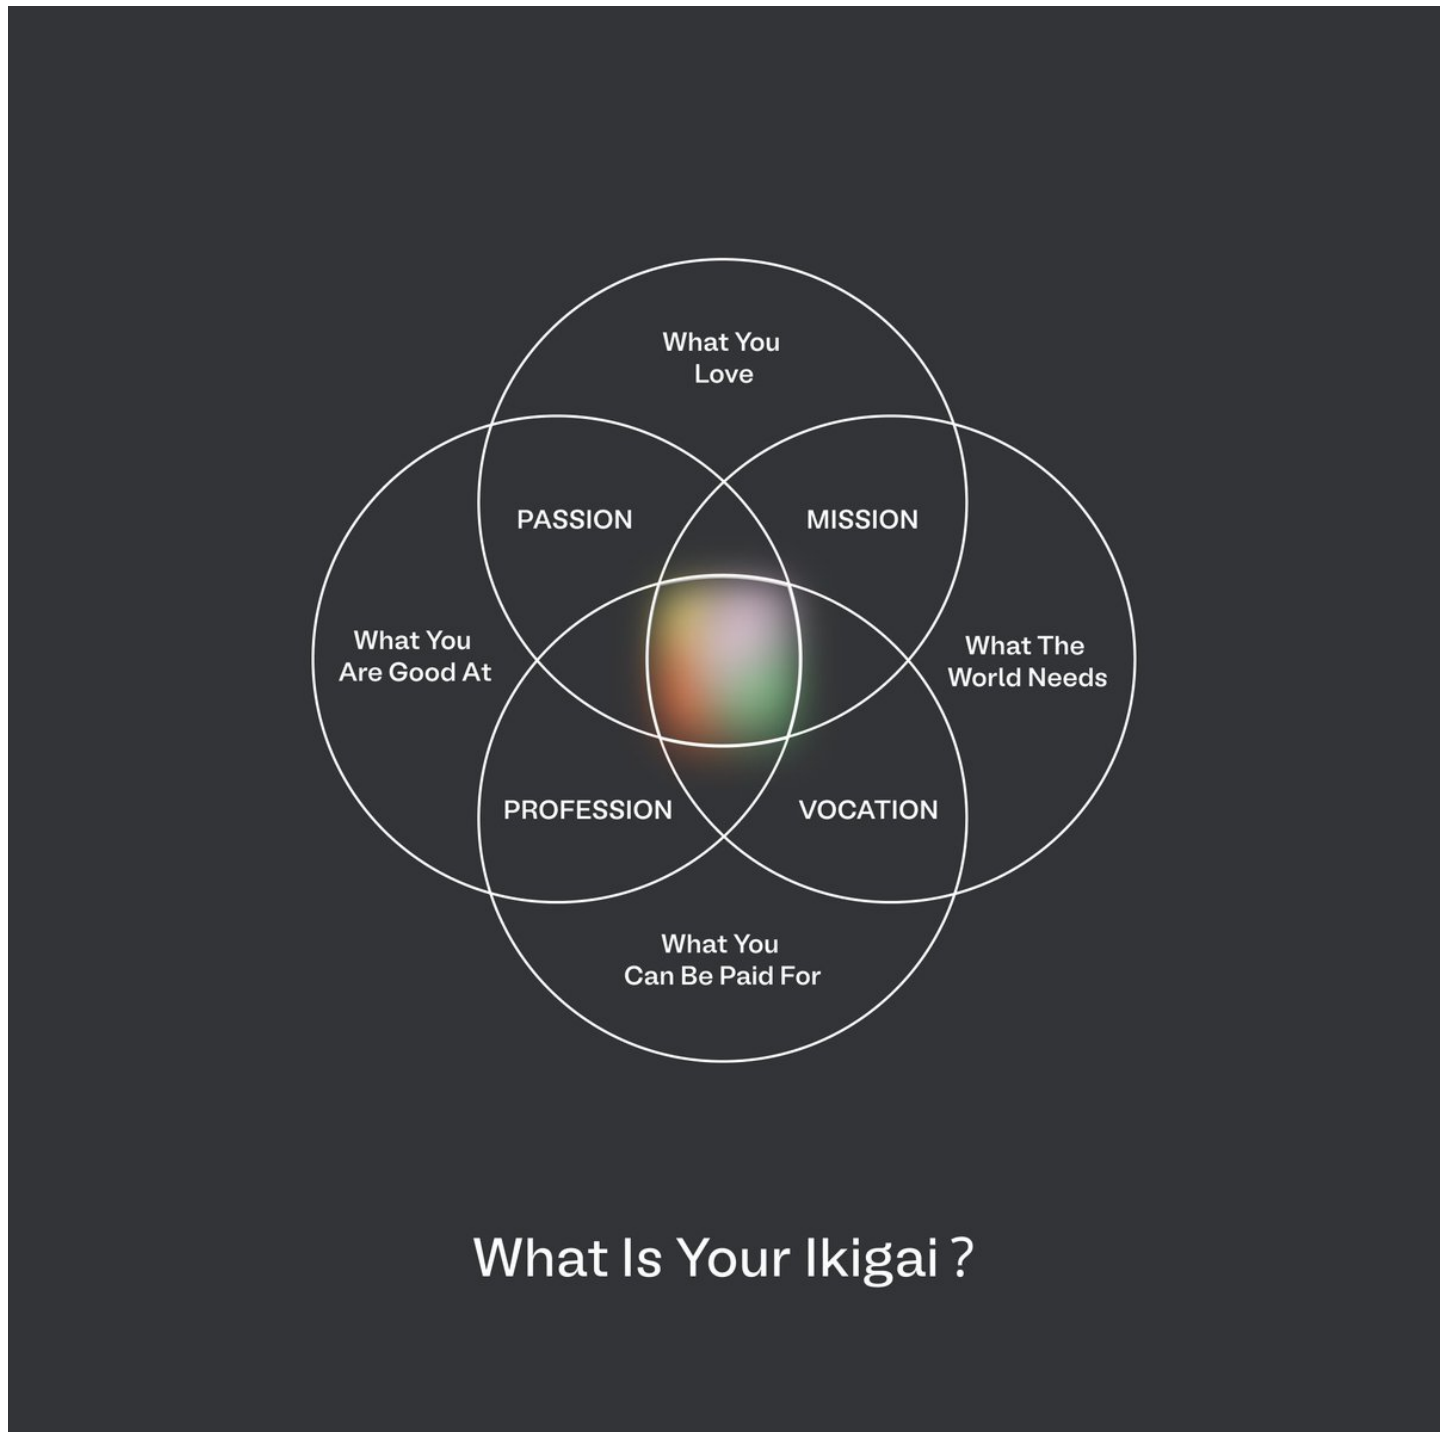 What You
Love
PASSION
MISSION
What You
Are Good At
What The
World Needs
PROFESSION
VOCATION
What You
Can Be Paid For
What Is Your Ikigai ?